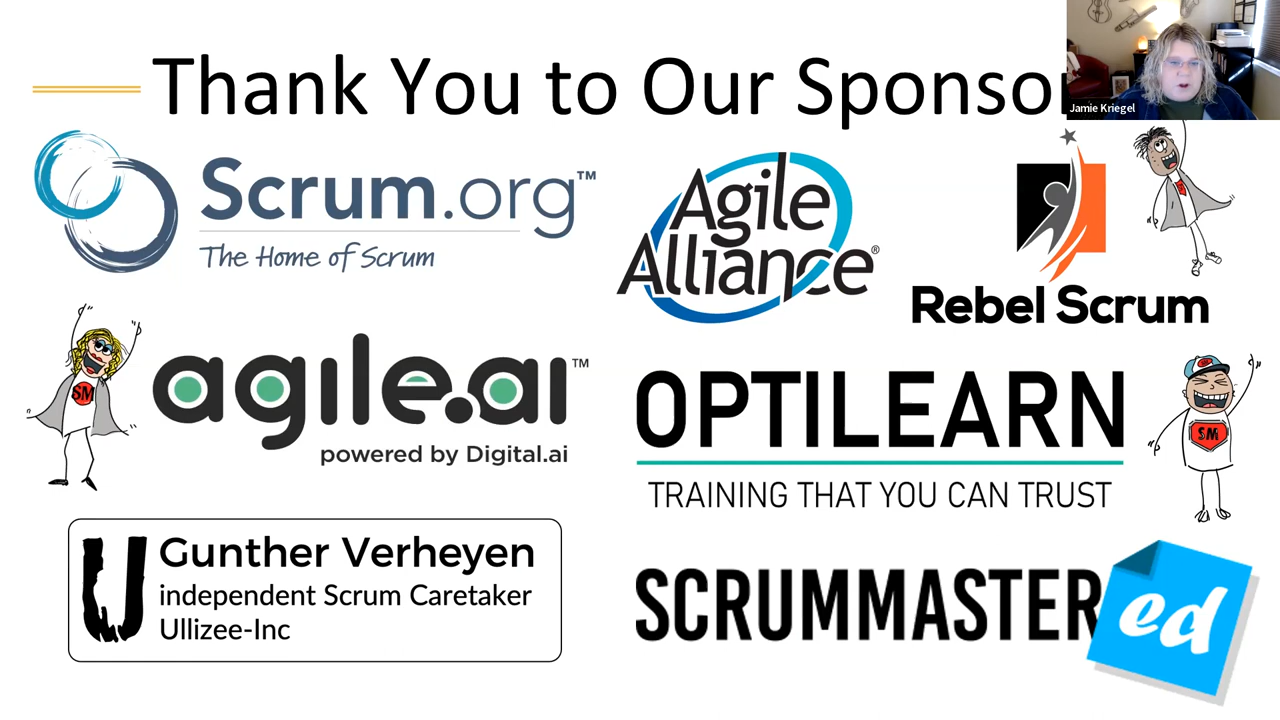 Thank You to Our Sponso
Jamie Kriegel
Scrum.org™
The Home of Scrum
Agile
Alliance®
Rebel Scrum
agile.ai™
powered by Digital.ai
SM
OPTILEARN
TRAINING THAT YOU CAN TRUST
SM
Gunther Verheyen
independent Scrum Caretaker
Ullizee-Inc
SCRUMMASTER
ed